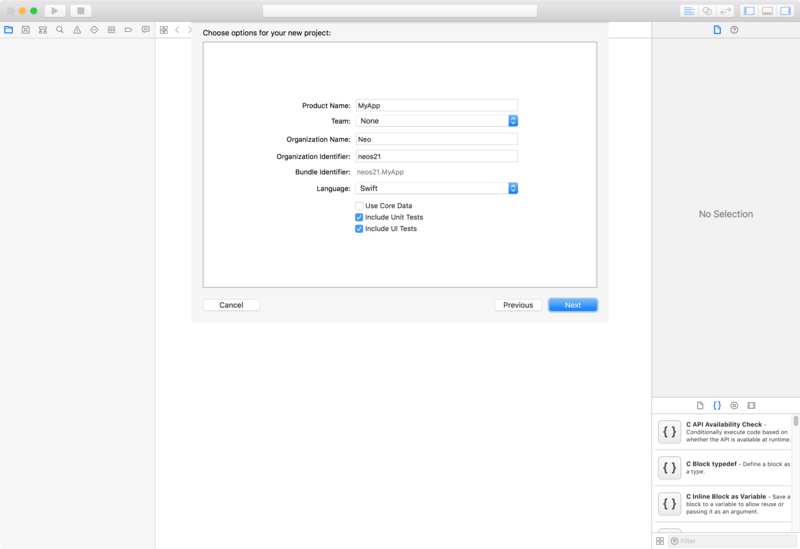 Choose options for your new project:
Product Name: MyApp
Team: None
Organization Name: Neo
Organization Identifier: neos21
Bundle Identifier: neos21.MyApp
Language: Swift
Use Core Data
Include Unit Tests
Include UI Tests
Cancel
Previous
Next
No Selection
{ }
{ }
C API Availability Check -
Conditionally execute code based on
whether the API is available at runtime.
{ }
C Block typedef - Define a block as
a type.
{ }
C Inline Block as Variable - Save a
block to a variable to allow reuse or
passing it as an argument.
Filter